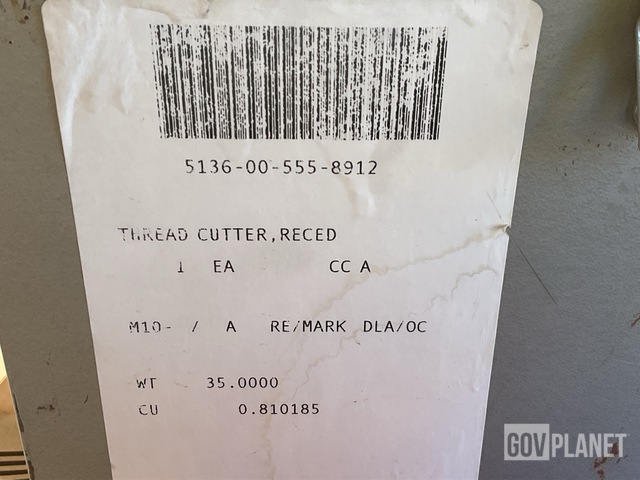 5136-00-555-8912
THREAD CUTTER,RECED
1 EA CC A
M10- / A RE/MARK DLA/OC
WT 35.0000
CU 0.810185
GOVPLANET